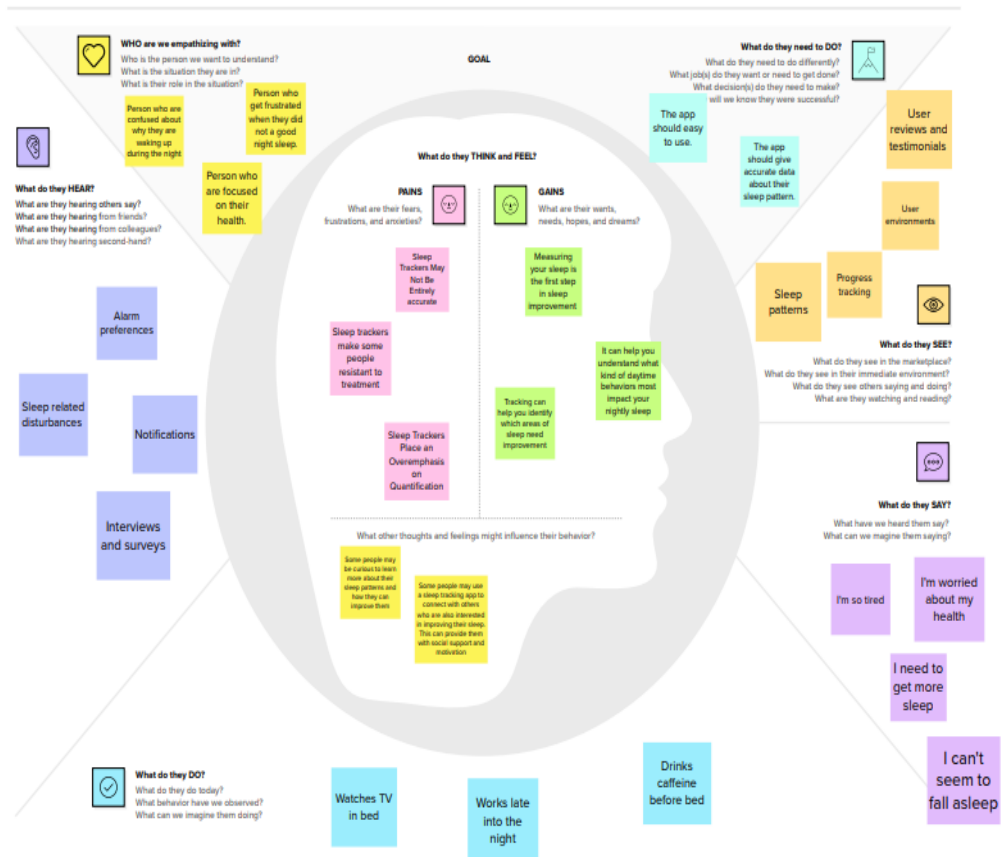 WHO are we empathizing with?
Who is the person we want to understand?
What is the situation they are in?
What is their role in the situation?
Person who are
confused about
why they are
waking up
during the night
Person who
get frustrated
when they did
not a good
night sleep.
Person who
are focused
on their
health.
GOAL
What do they need to DO?
What do they need to do differently?
What job(s) do they want or need to get done?
What decision(s) do they need to make?
will we know they were successful?
The app
should easy
to use.
The app
should give
accurate data
about their
sleep pattern.
What do they HEAR?
What are they hearing others say?
What are they hearing from friends?
What are they hearing from colleagues?
What are they hearing second-hand?
Alarm
preferences
Sleep related
disturbances
Notifications
Interviews
and surveys
What do they THINK and FEEL?
PAINS
What are their fears,
frustrations, and anxieties?
Sleep
Trackers May
Not Be
Entirely
accurate
Sleep trackers
make some
people
resistant to
treatment
Sleep Trackers
Place an
Overemphasis
on
Quantification
GAINS
What are their wants,
needs, hopes, and dreams?
Measuring
your sleep is
the first step
in sleep
improvement
It can help you
understand what
kind of daytime
behaviors most
impact your
nightly sleep
Tracking can
help you identify
which areas of
sleep need
improvement
What other thoughts and feelings might influence their behavior?
Some people may
be curious to learn
more about their
sleep patterns and
how they can
improve them
Some people may use
a sleep tracking app to
connect with others
who are also interested
in improving their sleep.
This can provide them
with social support and
motivation
User
reviews and
testimonials
User
environments
Progress
tracking
Sleep
patterns
What do they SEE?
What do they see in the marketplace?
What do they see in their immediate environment?
What do they see others saying and doing?
What are they watching and reading?
What do they SAY?
What have we heard them say?
What can we magine them saying?
I'm so tired
I'm worried
about my
health
I need to
get more
sleep
I can't
seem to
fall asleep
What do they DO?
What do they do today?
What behavior have we observed?
What can we imagine them doing?
Watches TV
in bed
Works late
into the
night
Drinks
caffeine
before bed